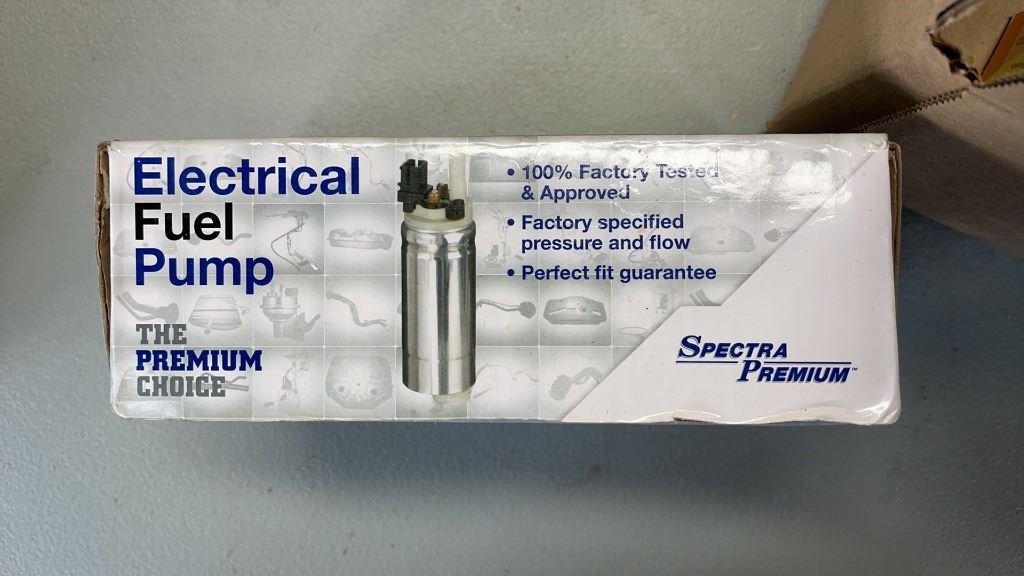 Electrical
Fuel
Pump
THE
PREMIUM
CHOICE
• 100% Factory Tested
& Approved
• Factory specified
pressure and flow
• Perfect fit guarantee
SPECTRA
PREMIUM™